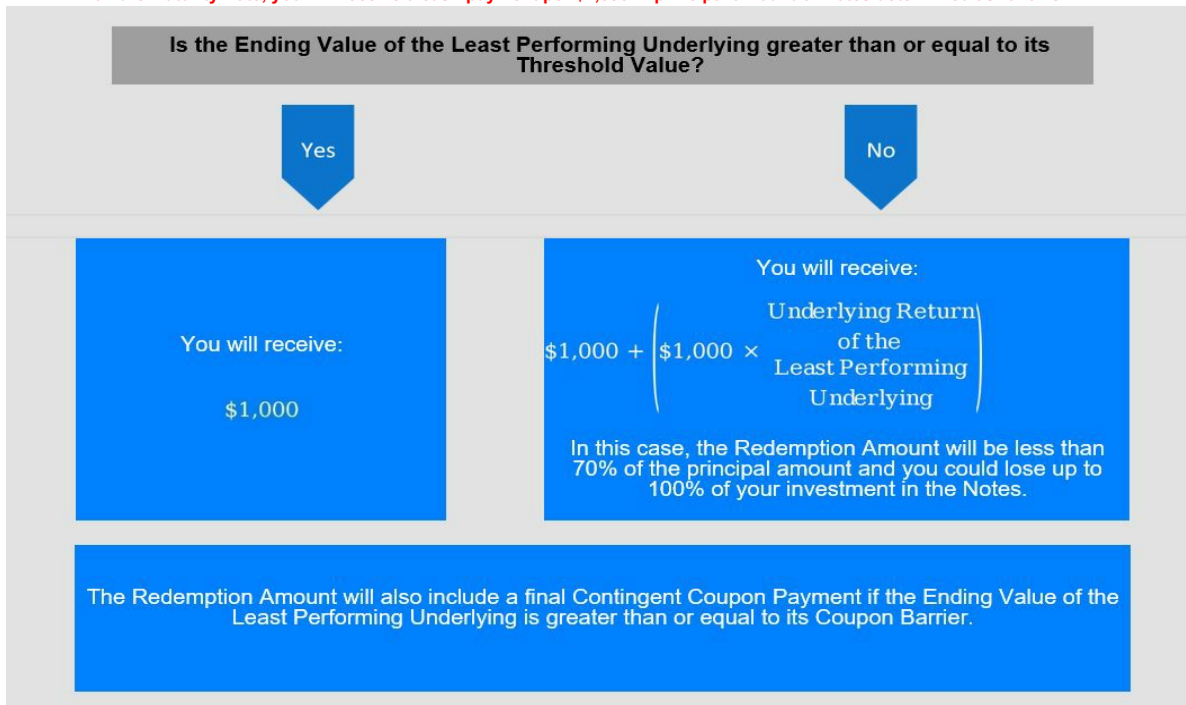 Is the Ending Value of the Least Performing Underlying greater than or equal to its
Threshold Value?
Yes
No
You will receive:
$1,000
You will receive:
$1,000 + ($1,000 × Underlying Return
of the
Least Performing
Underlying)
In this case, the Redemption Amount will be less than
70% of the principal amount and you could lose up to
100% of your investment in the Notes.
The Redemption Amount will also include a final Contingent Coupon Payment if the Ending Value of the
Least Performing Underlying is greater than or equal to its Coupon Barrier.